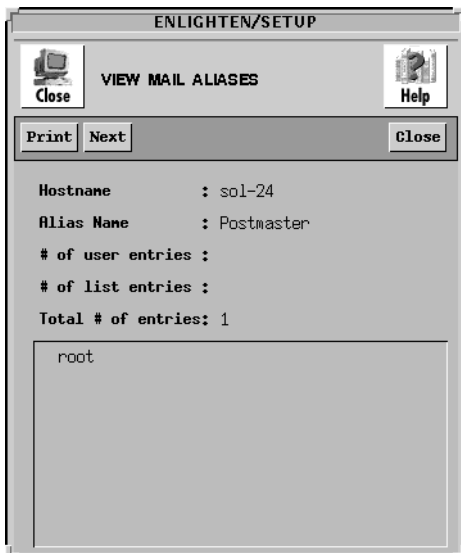 ENLIGHTEN/SETUP
Close
VIEW MAIL ALIASES
Help
Print Next Close
Hostname : sol-24
Alias Name : Postmaster
# of user entries :
# of list entries :
Total # of entries: 1
root